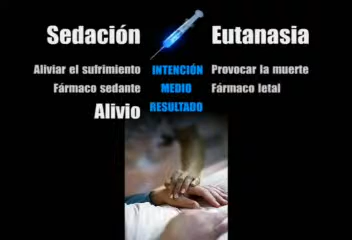 Sedación Eutanasia
Aliviar el sufrimiento INTENCIÓN Provocar la muerte
Fármaco sedante MEDIO Fármaco letal
Alivio RESULTADO